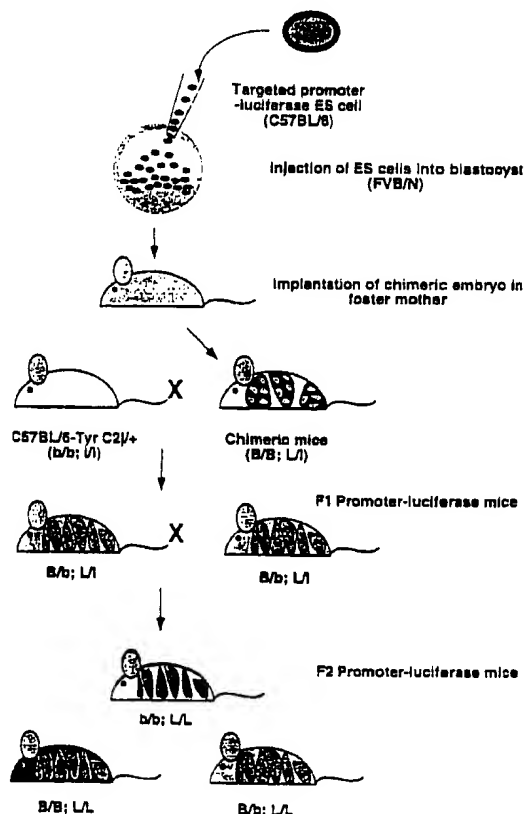 Targeted promoter
-luciferase ES cell
(C57BL/6)
Injection of ES cells into blastocyst
(FVB/N)
Implantation of chimeric embryo in
foster mother
X
C57BL/6-Tyr C2j/+
(b/b; l/l)
Chimeric mice
(B/B; L/l)
F1 Promoter-luciferase mice
X
B/b; L/l
B/b; L/l
F2 Promoter-luciferase mice
b/b; L/L
B/B; L/L
B/b; L/L